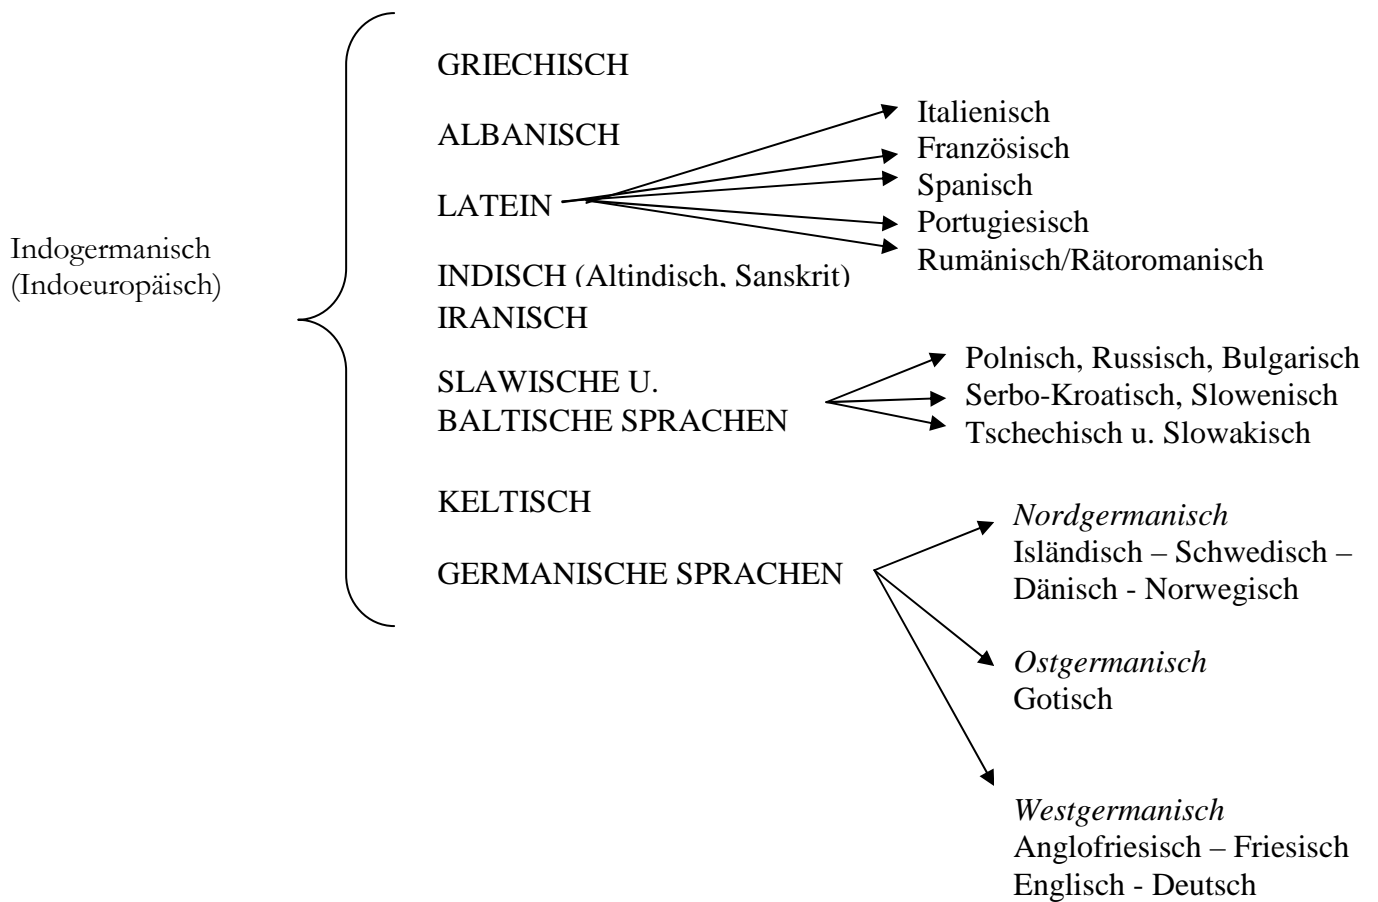 Indogermanisch
(Indoeuropäisch)
GRIECHISCH
ALBANISCH
LATEIN
Italienisch
Französisch
Spanisch
Portugiesisch
Rumänisch/Rätoromanisch
INDISCH (Altindisch, Sanskrit)
IRANISCH
SLAWISCHE U.
BALTISCHE SPRACHEN
Polnisch, Russisch, Bulgarisch
Serbo-Kroatisch, Slowenisch
Tschechisch u. Slowakisch
KELTISCH
GERMANISCHE SPRACHEN
Nordgermanisch
Isländisch – Schwedisch –
Dänisch - Norwegisch
Ostgermanisch
Gotisch
Westgermanisch
Anglofriesisch – Friesisch
Englisch - Deutsch